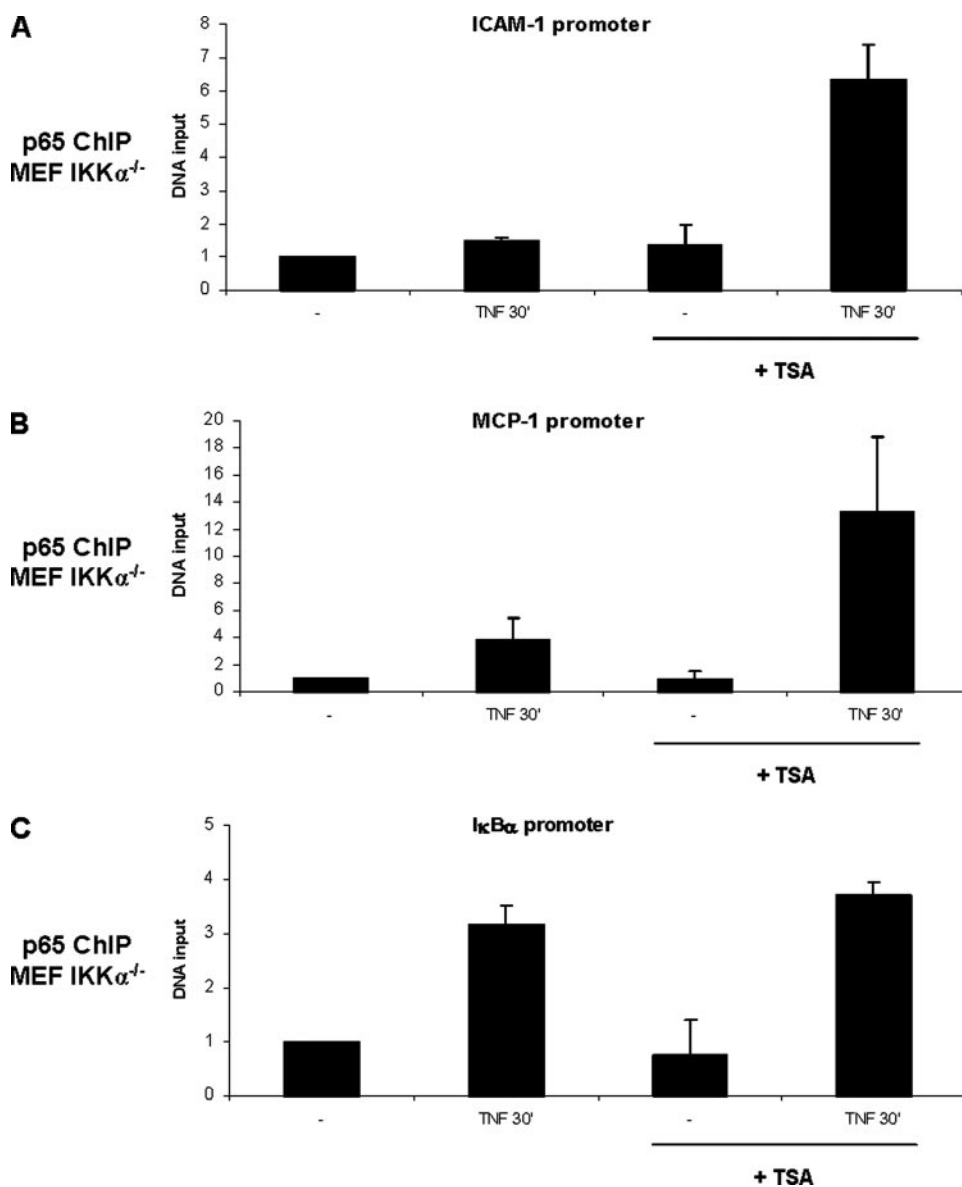 A
ICAM-1 promoter
p65 ChIP
MEF IKKα-/-
DNA input
8
7
6
5
4
3
2
1
0
- TNF 30' - TNF 30'
+ TSA
B
MCP-1 promoter
p65 ChIP
MEF IKKα-/-
DNA input
20
18
16
14
12
10
8
6
4
2
0
- TNF 30' - TNF 30'
+ TSA
C
IκBα promoter
p65 ChIP
MEF IKKα-/-
DNA input
5
4
3
2
1
0
- TNF 30' - TNF 30'
+ TSA